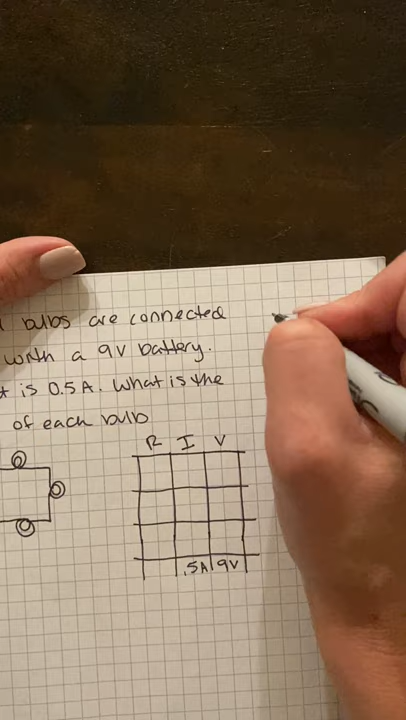 bulbs are connected
with a 9V battery.
is 0.5A. What is the
of each bulb
R I V
.5A 9V